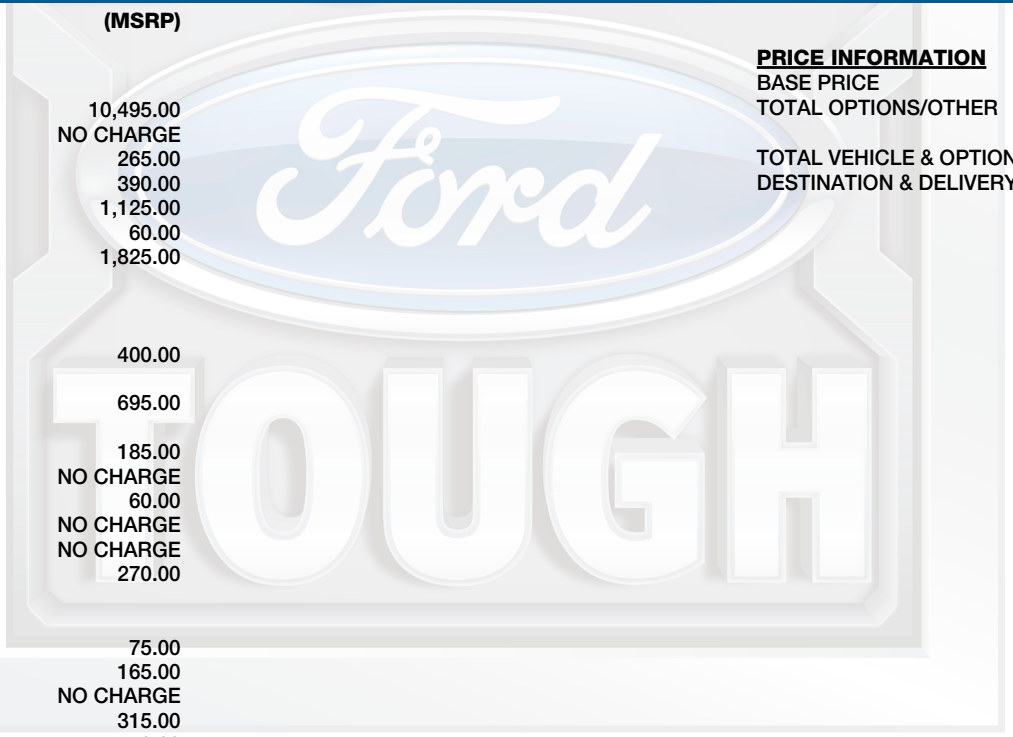 (MSRP)
10,495.00
NO CHARGE
265.00
390.00
1,125.00
60.00
1,825.00
400.00
695.00
185.00
NO CHARGE
60.00
NO CHARGE
NO CHARGE
270.00
75.00
165.00
NO CHARGE
315.00
PRICE INFORMATION
BASE PRICE
TOTAL OPTIONS/OTHER
TOTAL VEHICLE & OPTION
DESTINATION & DELIVERY
Ford
TOUGH